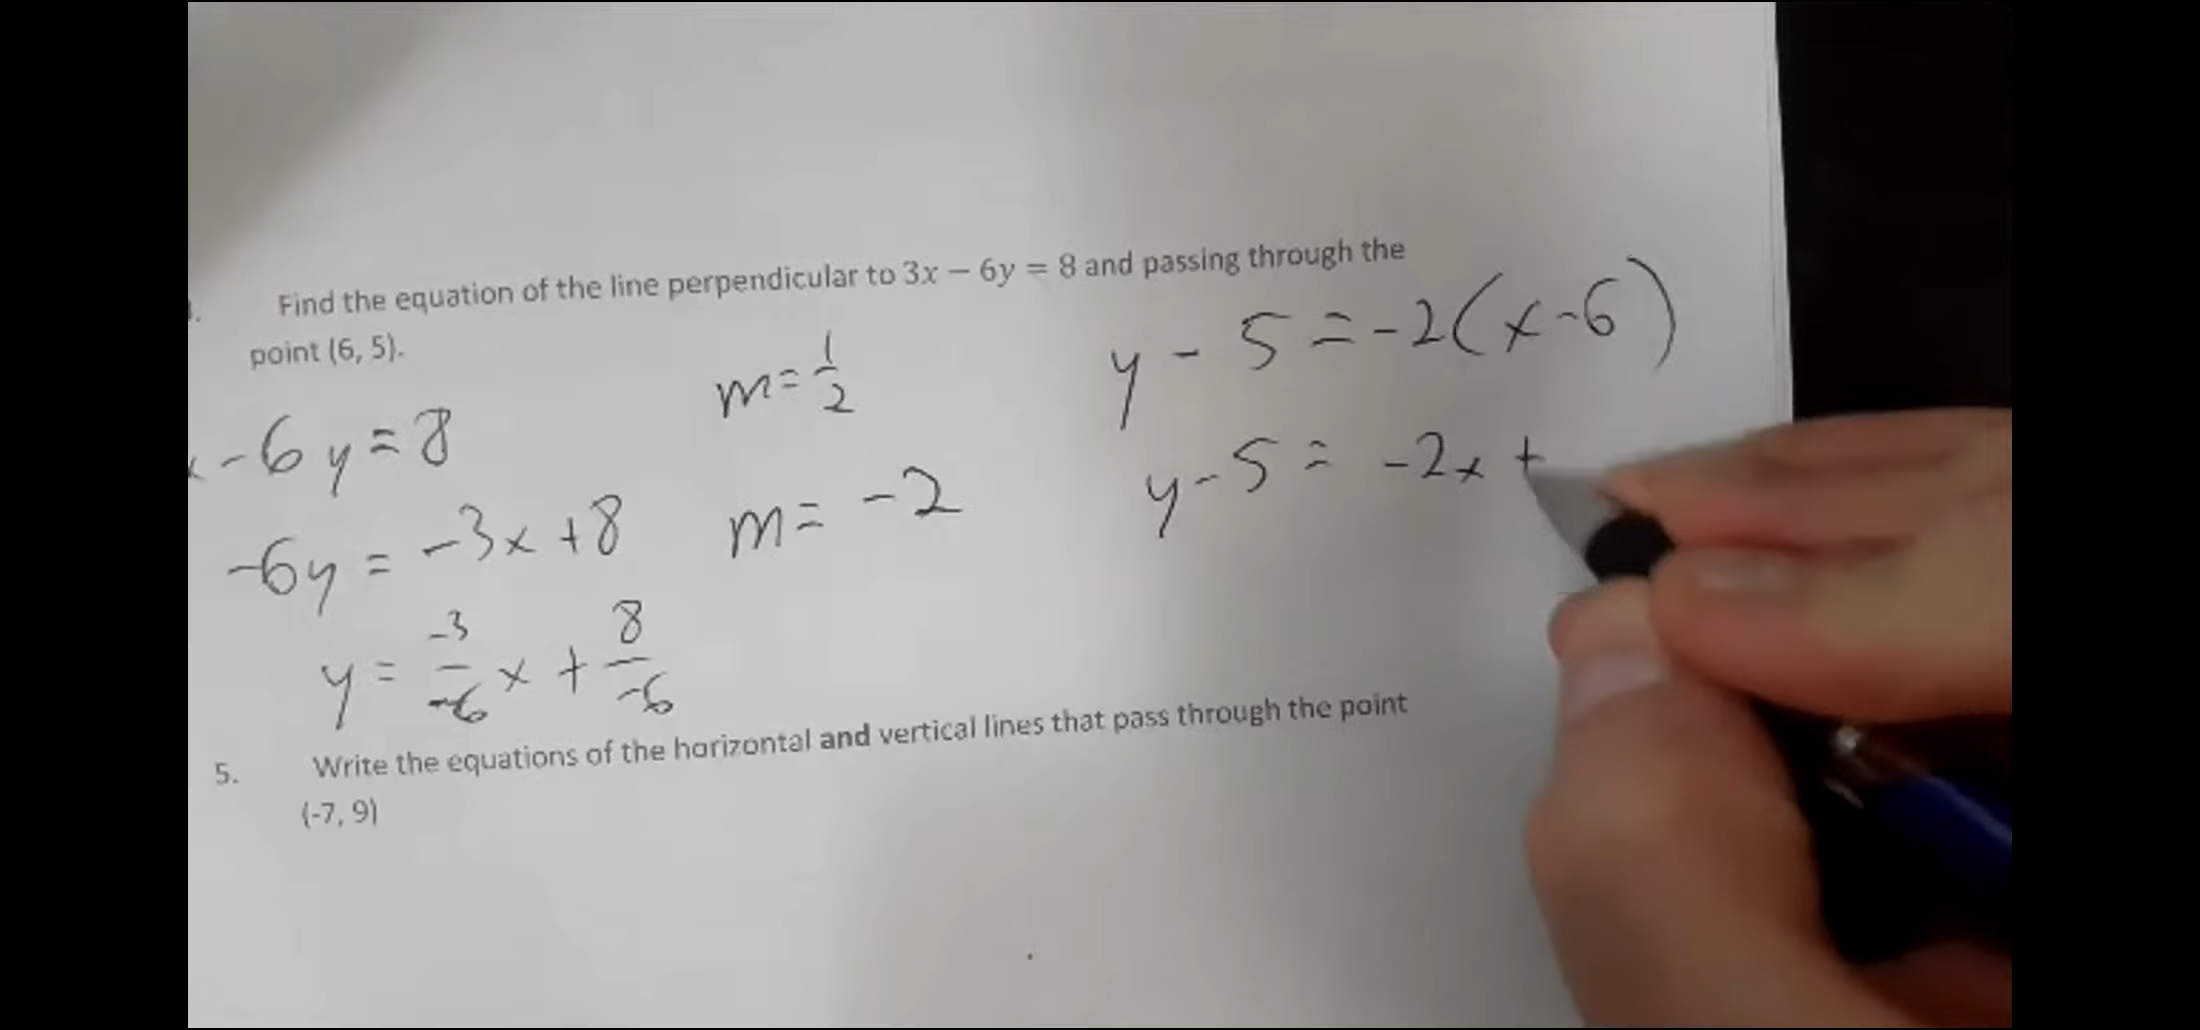 Find the equation of the line perpendicular to 3x − 6y = 8 and passing through the
point (6, 5).
-6y=8
-6y = -3x+8
y = -3/-6 x + 8/-6
m=1/2
m= -2
y - 5 = -2(x-6)
y-5 = -2x +
5. Write the equations of the horizontal and vertical lines that pass through the point
(-7, 9)